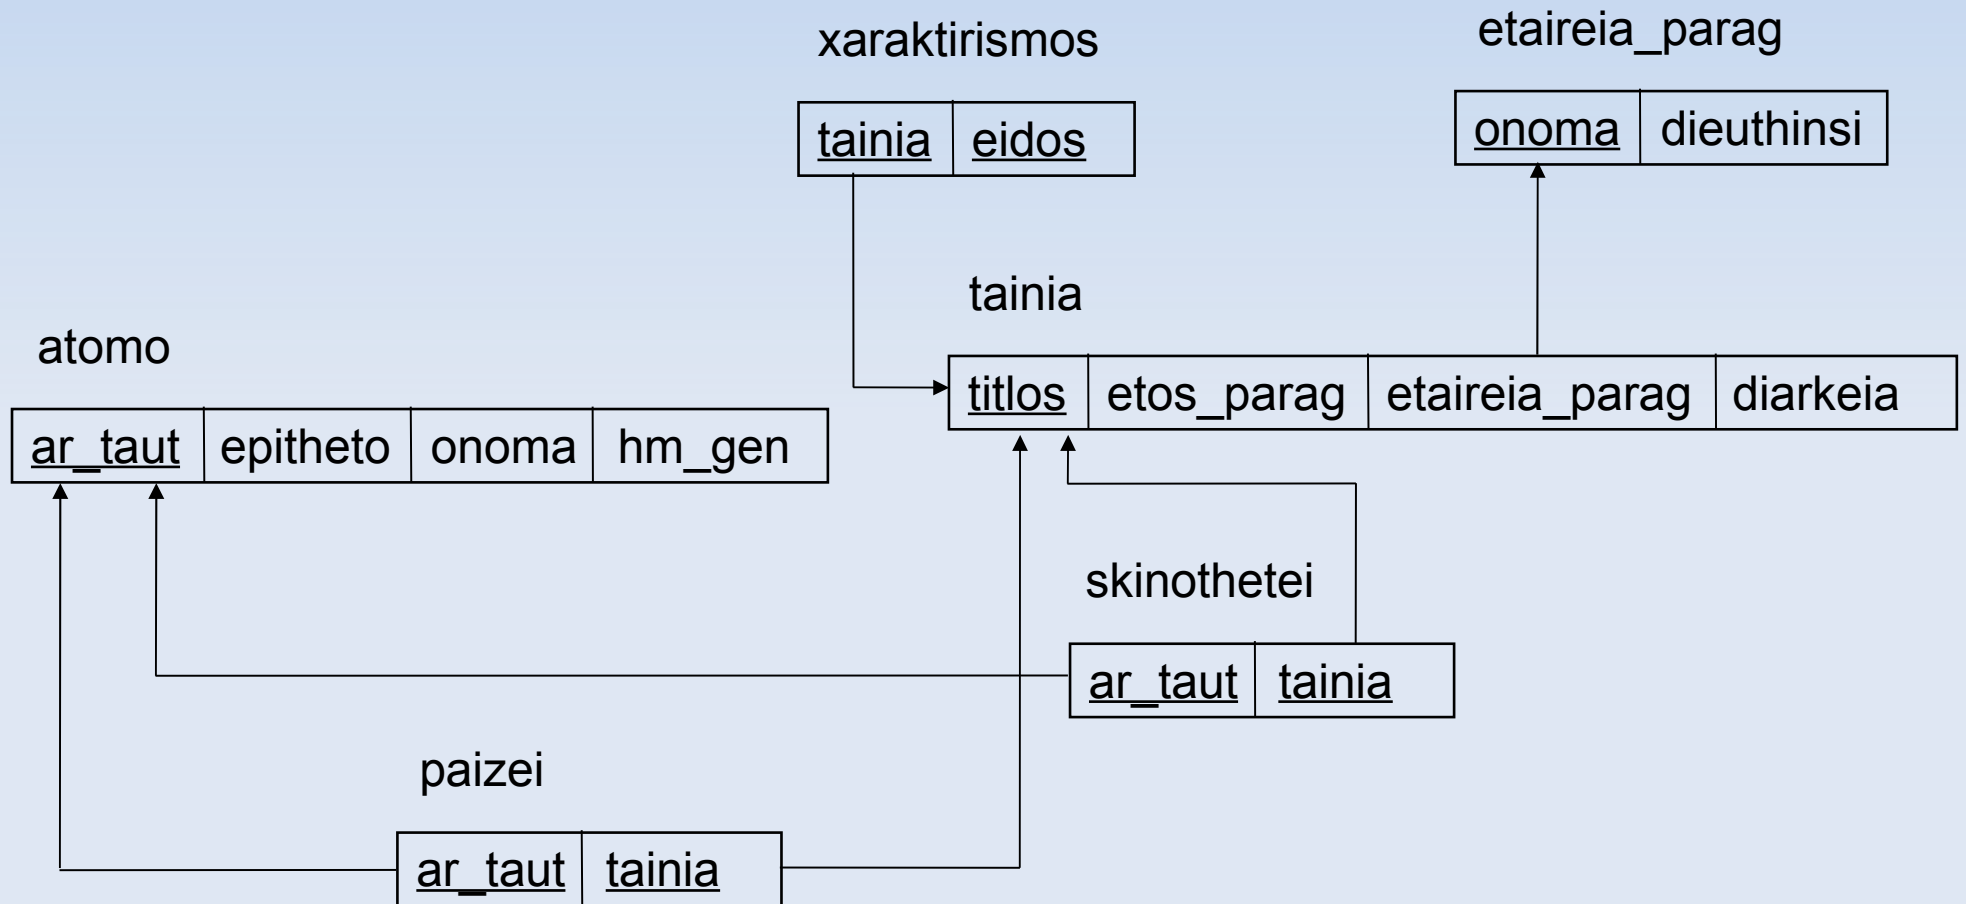 xaraktirismos
etaireia_parag
tainia eidos
onoma dieuthinsi
tainia
atomo
titlos etos_parag etaireia_parag diarkeia
ar_taut epitheto onoma hm_gen
skinothetei
ar_taut tainia
paizei
ar_taut tainia